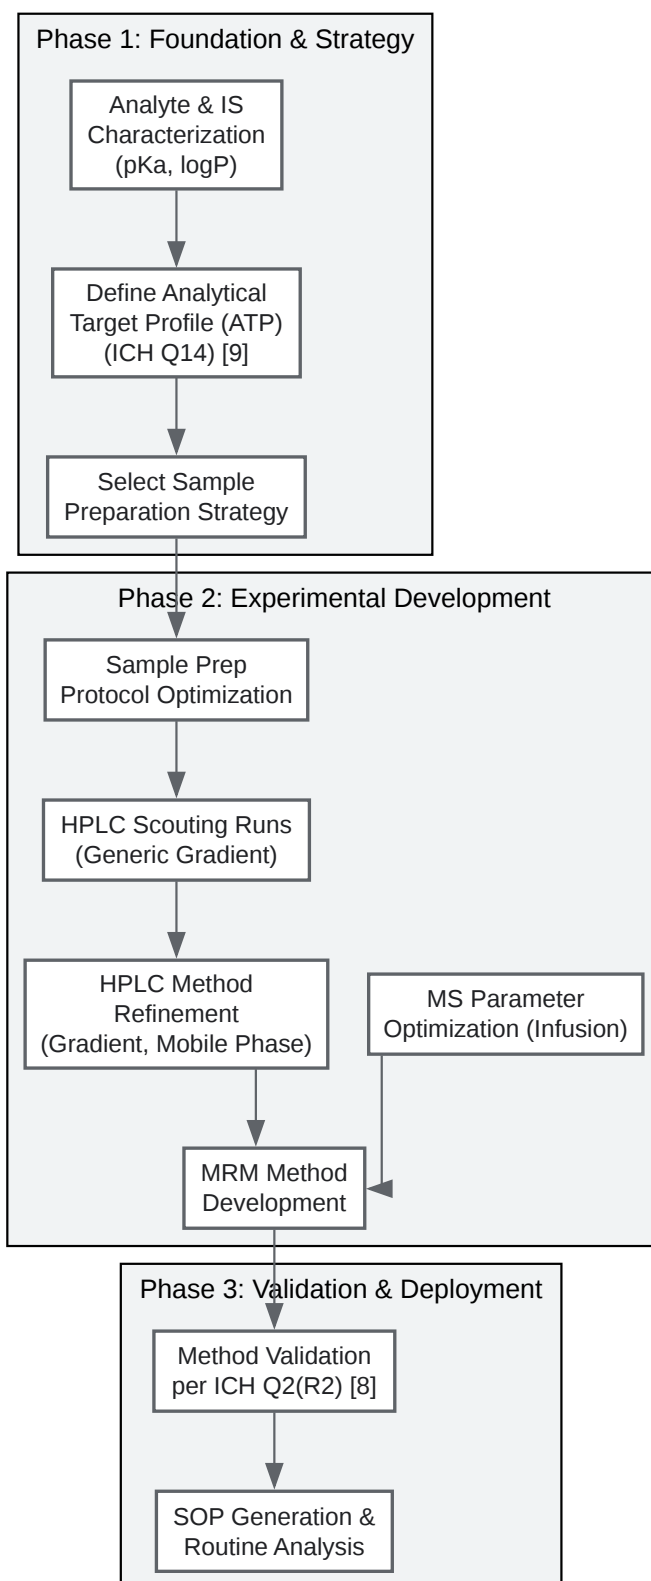 Phase 1: Foundation & Strategy
Analyte & IS
Characterization
(pKa, logP)
Define Analytical
Target Profile (ATP)
(ICH Q14) [9]
Select Sample
Preparation Strategy
Phase 2: Experimental Development
Sample Prep
Protocol Optimization
HPLC Scouting Runs
(Generic Gradient)
HPLC Method
Refinement
(Gradient, Mobile Phase)
MS Parameter
Optimization (Infusion)
MRM Method
Development
Phase 3: Validation & Deployment
Method Validation
per ICH Q2(R2) [8]
SOP Generation &
Routine Analysis